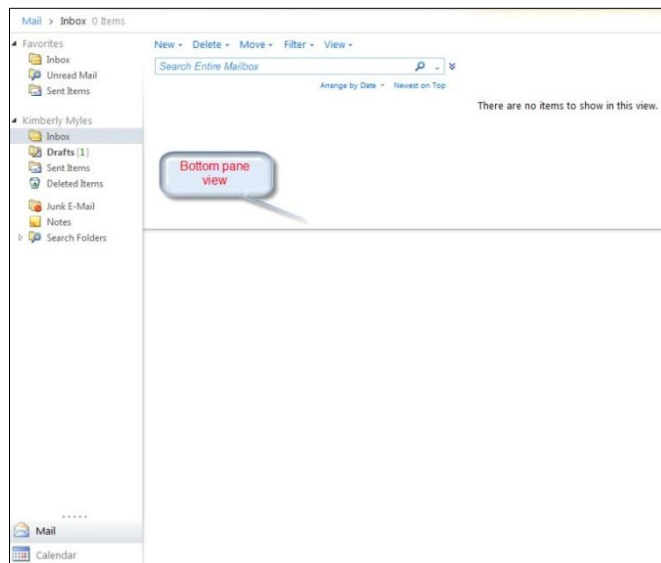 Mail > Inbox 0 Items
Favorites
Inbox
Unread Mail
Sent Items
Kimberly Myles
Inbox
Drafts [1]
Sent Items
Deleted Items
Junk E-Mail
Notes
Search Folders
Mail
Calendar
New Delete Move Filter View
Search Entire Mailbox
Arrange by Date Newest on Top
There are no items to show in this view.
Bottom pane
view